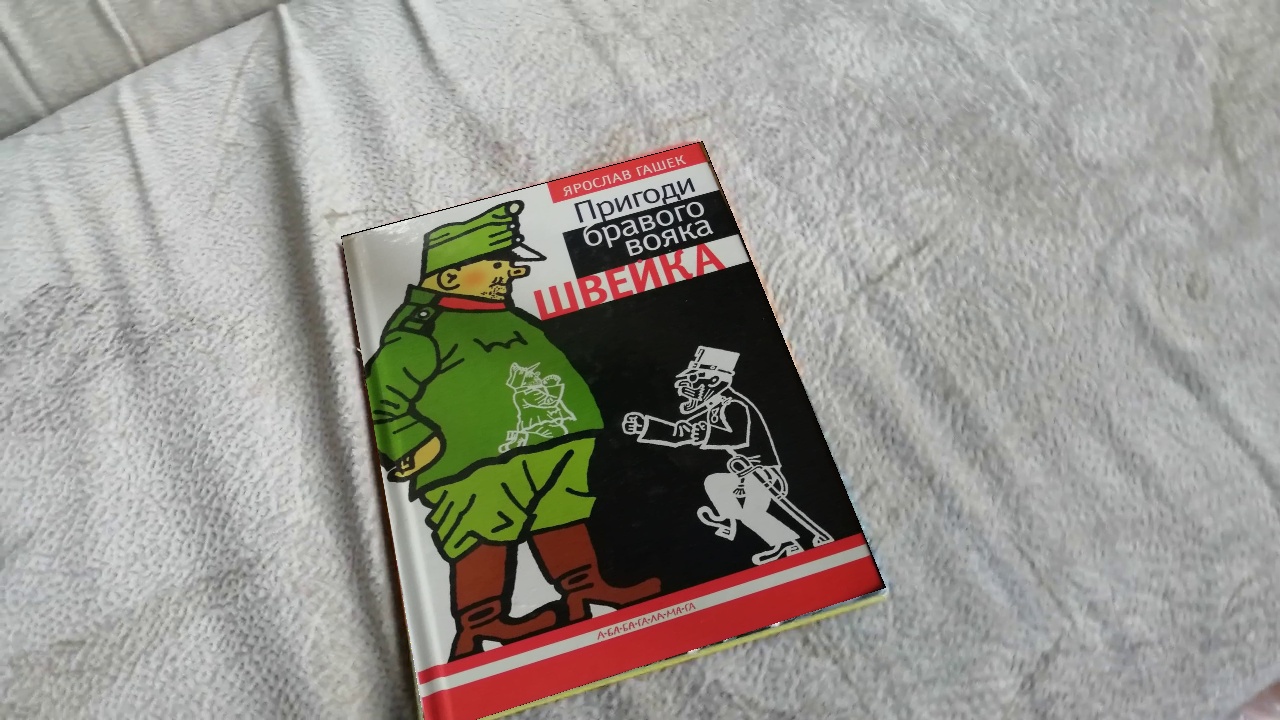 ЯРОСЛАВ ГАШЕК
Пригоди
бравого
вояка
ШВЕЙКА
А-БА-БА-ГА-ЛА-МА-ГА